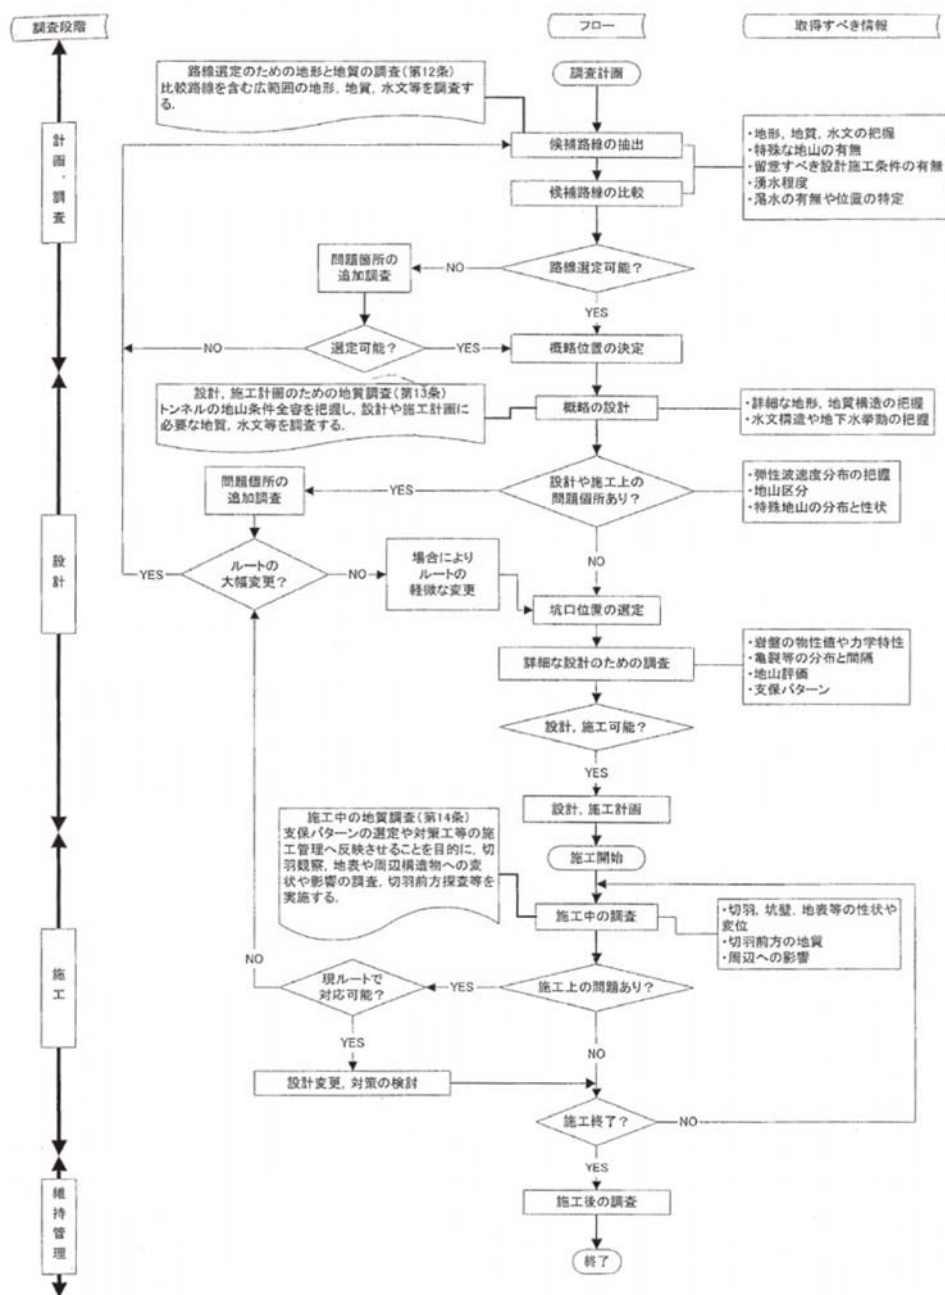 調査段階
フロー
取得すべき情報
路線選定のための地形と地質の調査(第12条)
比較路線を含む広範囲の地形, 地質, 水文等を調査す
る.
調査計画
計画, 調査
候補路線の抽出
候補路線の比較
・地形, 地質, 水文の把握
・特殊な地山の有無
・留意すべき設計施工条件の有無
・湧水程度
・渇水の有無や位置の特定
問題箇所の
追加調査
NO
路線選定可能?
YES
NO
選定可能?
YES
概略位置の決定
設計, 施工計画のための地質調査(第13条)
トンネルの地山条件全容を把握し, 設計や施工計画に
必要な地質, 水文等を調査する.
概略の設計
・詳細な地形, 地質構造の把握
・水文構造や地下水挙動の把握
問題個所の
追加調査
YES
設計や施工上の
問題個所あり?
・弾性波速度分布の把握
・地山区分
・特殊地山の分布と性状
設計
YES
ルートの
大幅変更?
NO
場合により
ルートの
軽微な変更
NO
坑口位置の選定
詳細な設計のための調査
・岩盤の物性値や力学特性
・亀裂等の分布と間隔
・地山評価
・支保パターン
設計, 施工可能?
YES
設計, 施工計画
施工中の地質調査(第14条)
支保パターンの選定や対策工等の施
工管理へ反映させることを目的に, 切
羽観察, 地表や周辺構造物への変
状や影響の調査, 切羽前方探査等を
実施する.
施工開始
施工中の調査
・切羽, 坑壁, 地表等の性状や
変位
・切羽前方の地質
・周辺への影響
施工
NO
現ルートで
対応可能?
YES
施工上の問題あり?
YES
NO
設計変更, 対策の検討
施工終了?
NO
YES
維持管理
施工後の調査
終了